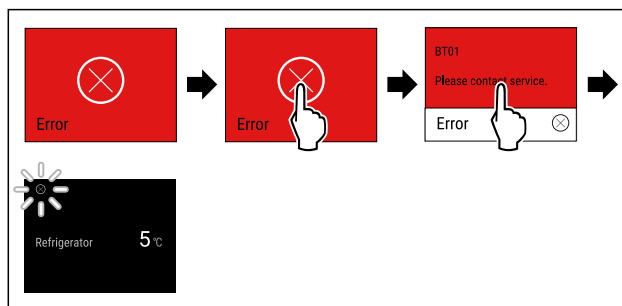 Error
Error
BT01
Please contact service.
Error
Refrigerator 5 °C